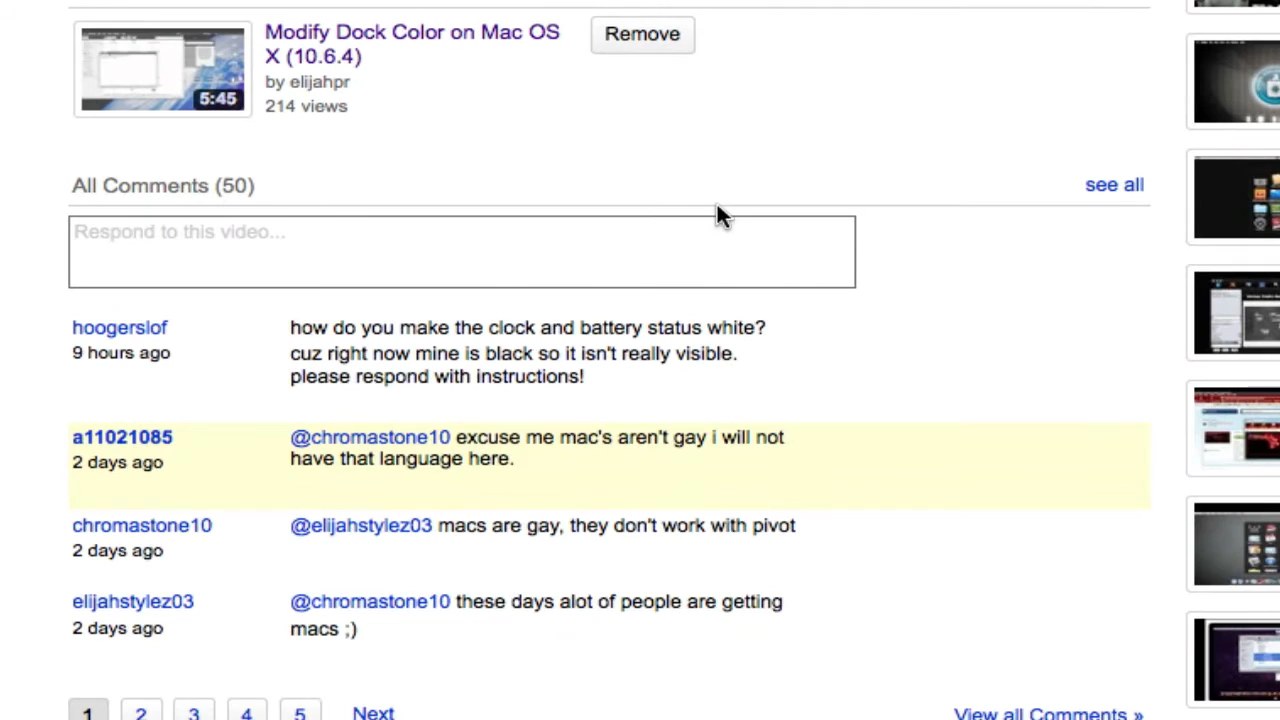 Modify Dock Color on Mac OS
X (10.6.4)
Remove
by elijahpr
214 views
5:45
All Comments (50)
see all
Respond to this video...
hoogerslof
9 hours ago
how do you make the clock and battery status white?
cuz right now mine is black so it isn't really visible.
please respond with instructions!
a11021085
2 days ago
@chromastone10 excuse me mac's aren't gay i will not
have that language here.
chromastone10
2 days ago
@elijahstylez03 macs are gay, they don't work with pivot
elijahstylez03
2 days ago
@chromastone10 these days alot of people are getting
macs ;)
1 2 3 4 5 Next
View all Comments »